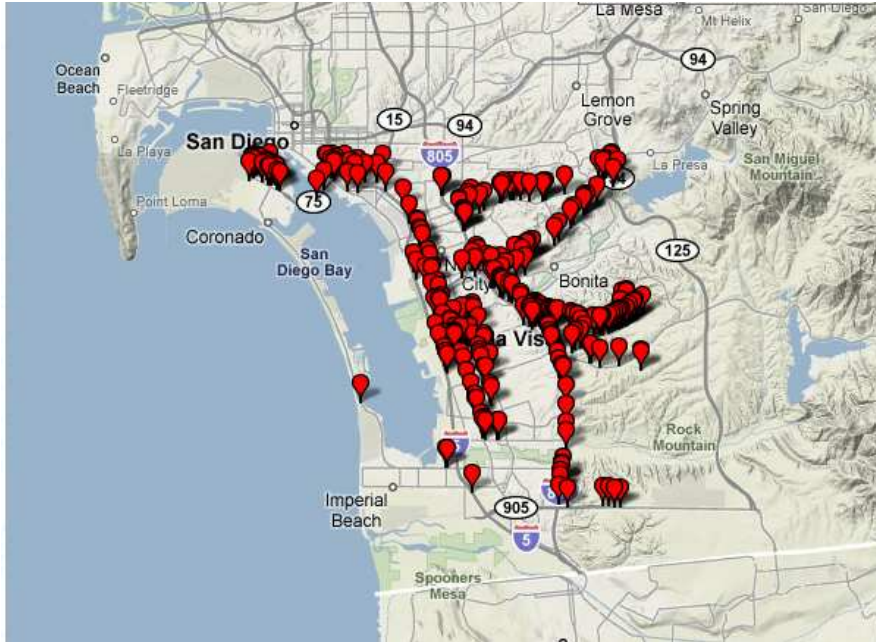 La Mesa
San Diego
Mt Helix
94
Ocean
Beach
Fleetridge
Lemon
Grove
Spring
Valley
15
94
San Diego
805
La Playa
La Presa
San Miguel
Mountain
Point Loma
75
Coronado
125
San
Diego Bay
City
Bonita
Rock
Mountain
Imperial
Beach
905
5
Spooners
Mesa